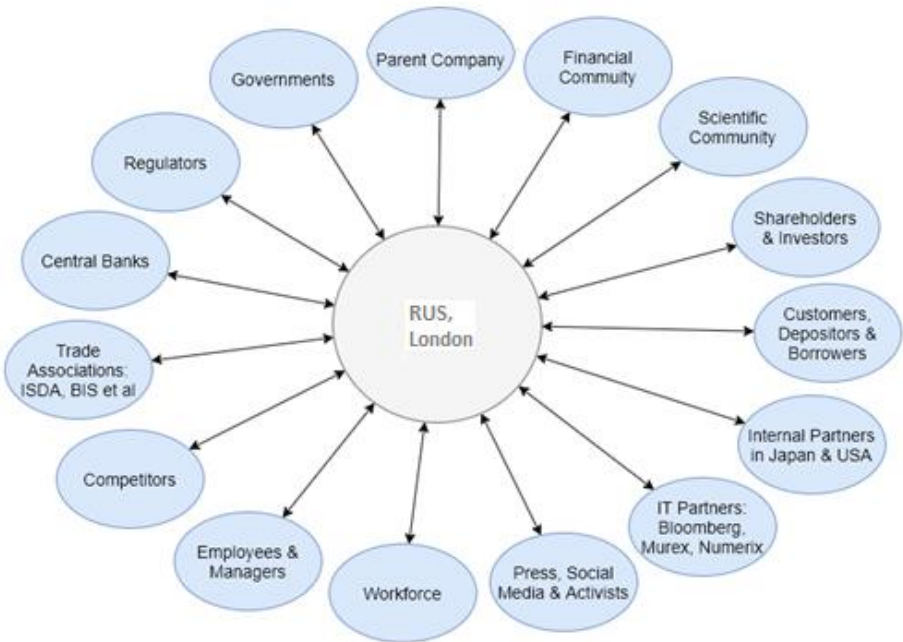 Parent Company
Financial
Commuity
Scientific
Community
Shareholders
& Investors
Customers,
Depositors &
Borrowers
Internal Partners
in Japan & USA
IT Partners:
Bloomberg,
Murex, Numerix
Press, Social
Media & Activists
Workforce
Employees &
Managers
Competitors
Trade
Associations:
ISDA, BIS et al
Central Banks
Regulators
Governments
RUS,
London